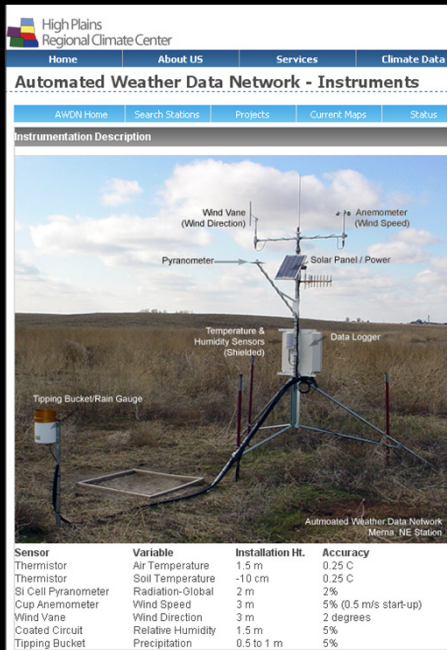 High Plains
Regional Climate Center
Home About US Services Climate Data
Automated Weather Data Network - Instruments
AWDN Home Search Stations Projects Current Maps Status
Instrumentation Description
Wind Vane
(Wind Direction)
Anemometer
(Wind Speed)
Pyranometer
Solar Panel / Power
Temperature &
Humidity Sensors
(Shielded)
Data Logger
Tipping Bucket/Rain Gauge
Autmoated Weather Data Network
Merna, NE Station
Sensor Variable Installation Ht. Accuracy
Thermistor Air Temperature 1.5 m 0.25 C
Thermistor Soil Temperature -10 cm 0.25 C
Si Cell Pyranometer Radiation-Global 2 m 2%
Cup Anemometer Wind Speed 3 m 5% (0.5 m/s start-up)
Wind Vane Wind Direction 3 m 2 degrees
Coated Circuit Relative Humidity 1.5 m 5%
Tipping Bucket Precipitation 0.5 to 1 m 5%